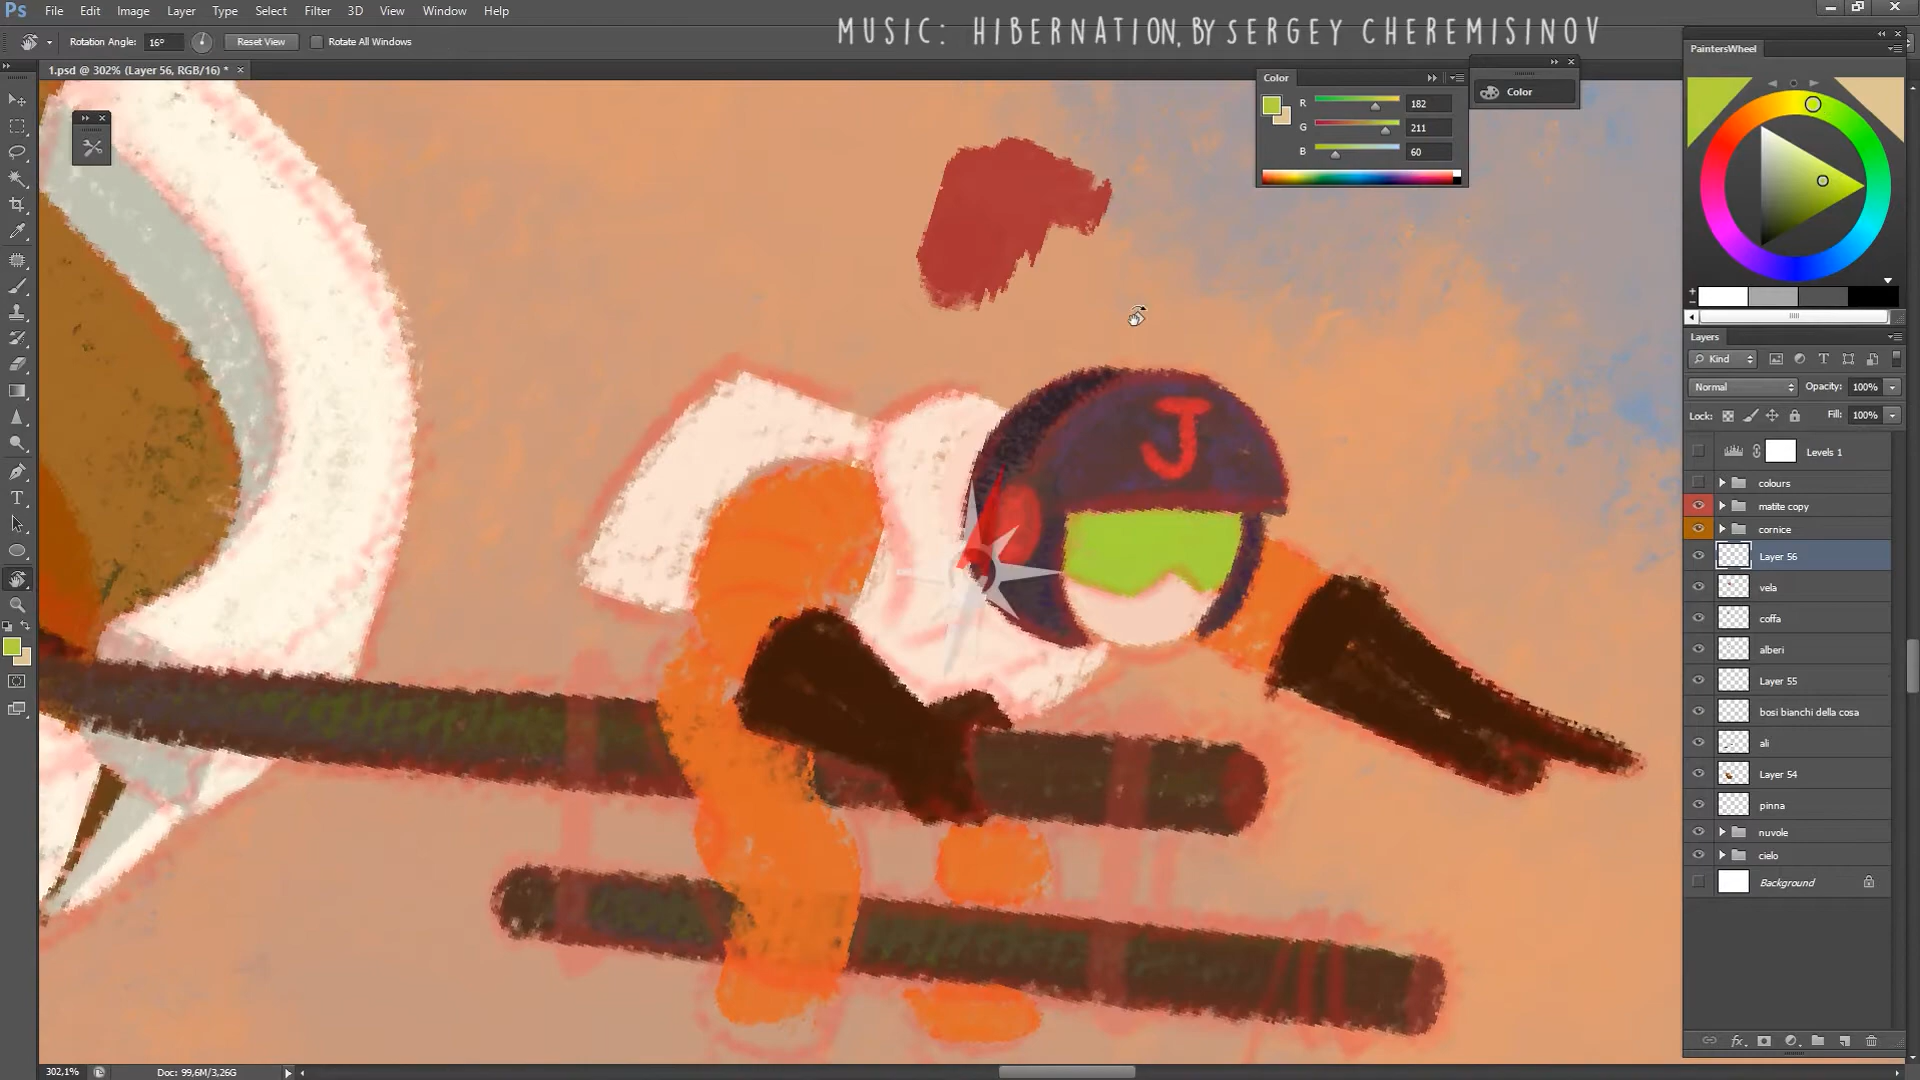 Ps File Edit Image Layer Type Select Filter 3D View Window Help
MUSIC: HIBERNATION, BY SERGEY CHEREMISINOV
Rotation Angle: 16° Reset View Rotate All Windows
1.psd @ 302% (Layer 56, RGB/16) *
PaintersWheel
Color
R 182
G 211
B 60
Color
J
Layers
Kind
Normal Opacity: 100%
Lock: Fill: 100%
Levels 1
colours
matite copy
cornice
Layer 56
vela
coffa
alberi
Layer 55
bosi bianchi della cosa
ali
Layer 54
pinna
nuvole
cielo
Background
fx
302,1% Doc: 99,6M/3,26G